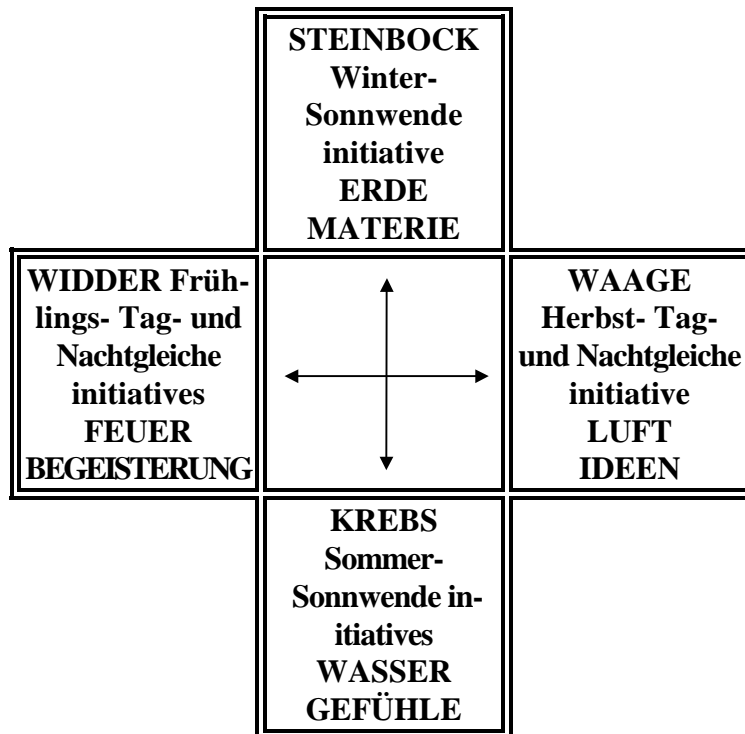 STEINBOCK
Winter-
Sonnwende
initiative
ERDE
MATERIE
WIDDER Früh-
lings- Tag- und
Nachtgleiche
initiatives
FEUER
BEGEISTERUNG
WAAGE
Herbst- Tag-
und Nachtgleiche
initiative
LUFT
IDEEN
KREBS
Sommer-
Sonnwende in-
itiatives
WASSER
GEFÜHLE